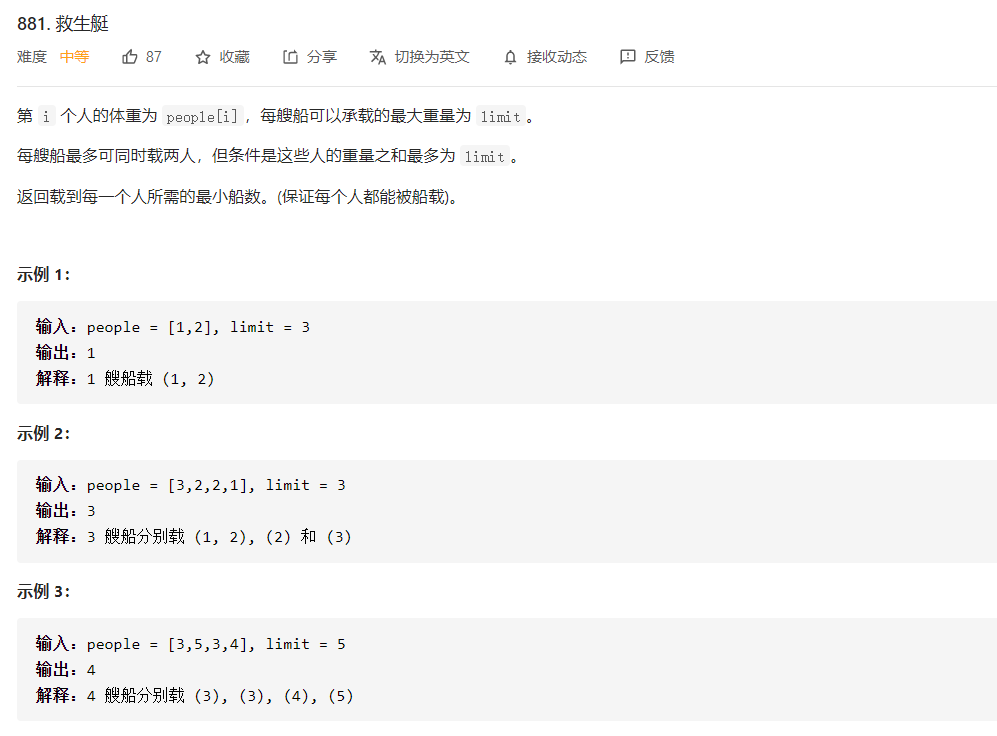 881. 救生艇
难度 中等 87 收藏 分享 切换为英文 接收动态 反馈
第 i 个人的体重为 people[i]，每艘船可以承载的最大重量为 limit。
每艘船最多可同时载两人，但条件是这些人的重量之和最多为 limit。
返回载到每一个人所需的最小船数。(保证每个人都能被船载)。
示例 1：
输入：people = [1,2], limit = 3
输出：1
解释：1 艘船载 (1, 2)
示例 2：
输入：people = [3,2,2,1], limit = 3
输出：3
解释：3 艘船分别载 (1, 2), (2) 和 (3)
示例 3：
输入：people = [3,5,3,4], limit = 5
输出：4
解释：4 艘船分别载 (3), (3), (4), (5)